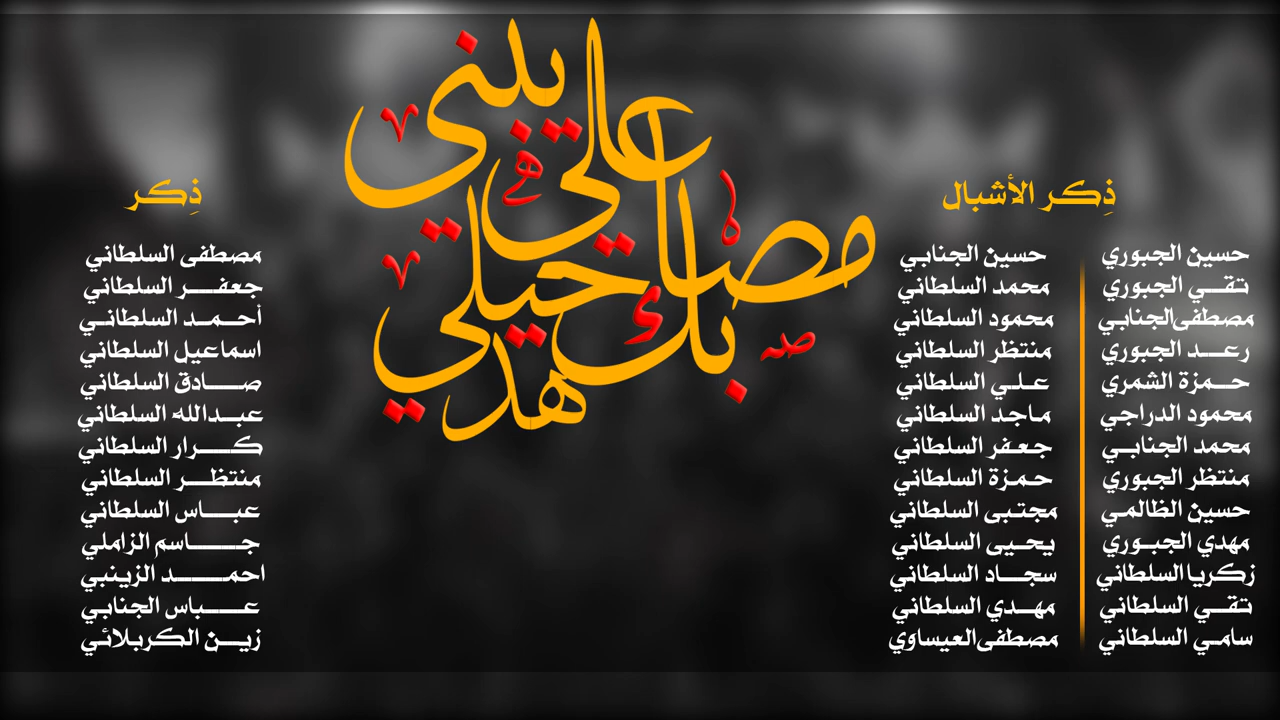 مصابك هد حيلي
يبني عالي
ذِكر الأشبال
حسين الجبوري
تقي الجبوري
مصطفى الجنابي
رعد الجبوري
حمزة الشمري
محمود الدراجي
محمد الجنابي
منتظر الجبوري
حسين الظالمي
مهدي الجبوري
زكريا السلطاني
تقي السلطاني
سامي السلطاني
حسين الجنابي
محمد السلطاني
محمود السلطاني
منتظر السلطاني
علي السلطاني
ماجد السلطاني
جعفر السلطاني
حمزة السلطاني
مجتبى السلطاني
يحيى السلطاني
سجاد السلطاني
مهدي السلطاني
مصطفى العيساوي
ذِكر
مصطفى السلطاني
جعفر السلطاني
أحمد السلطاني
اسماعيل السلطاني
صادق السلطاني
عبدالله السلطاني
كرار السلطاني
منتظر السلطاني
عباس السلطاني
جاسم الزاملي
احمد الزينبي
عباس الجنابي
زين الكربلائي